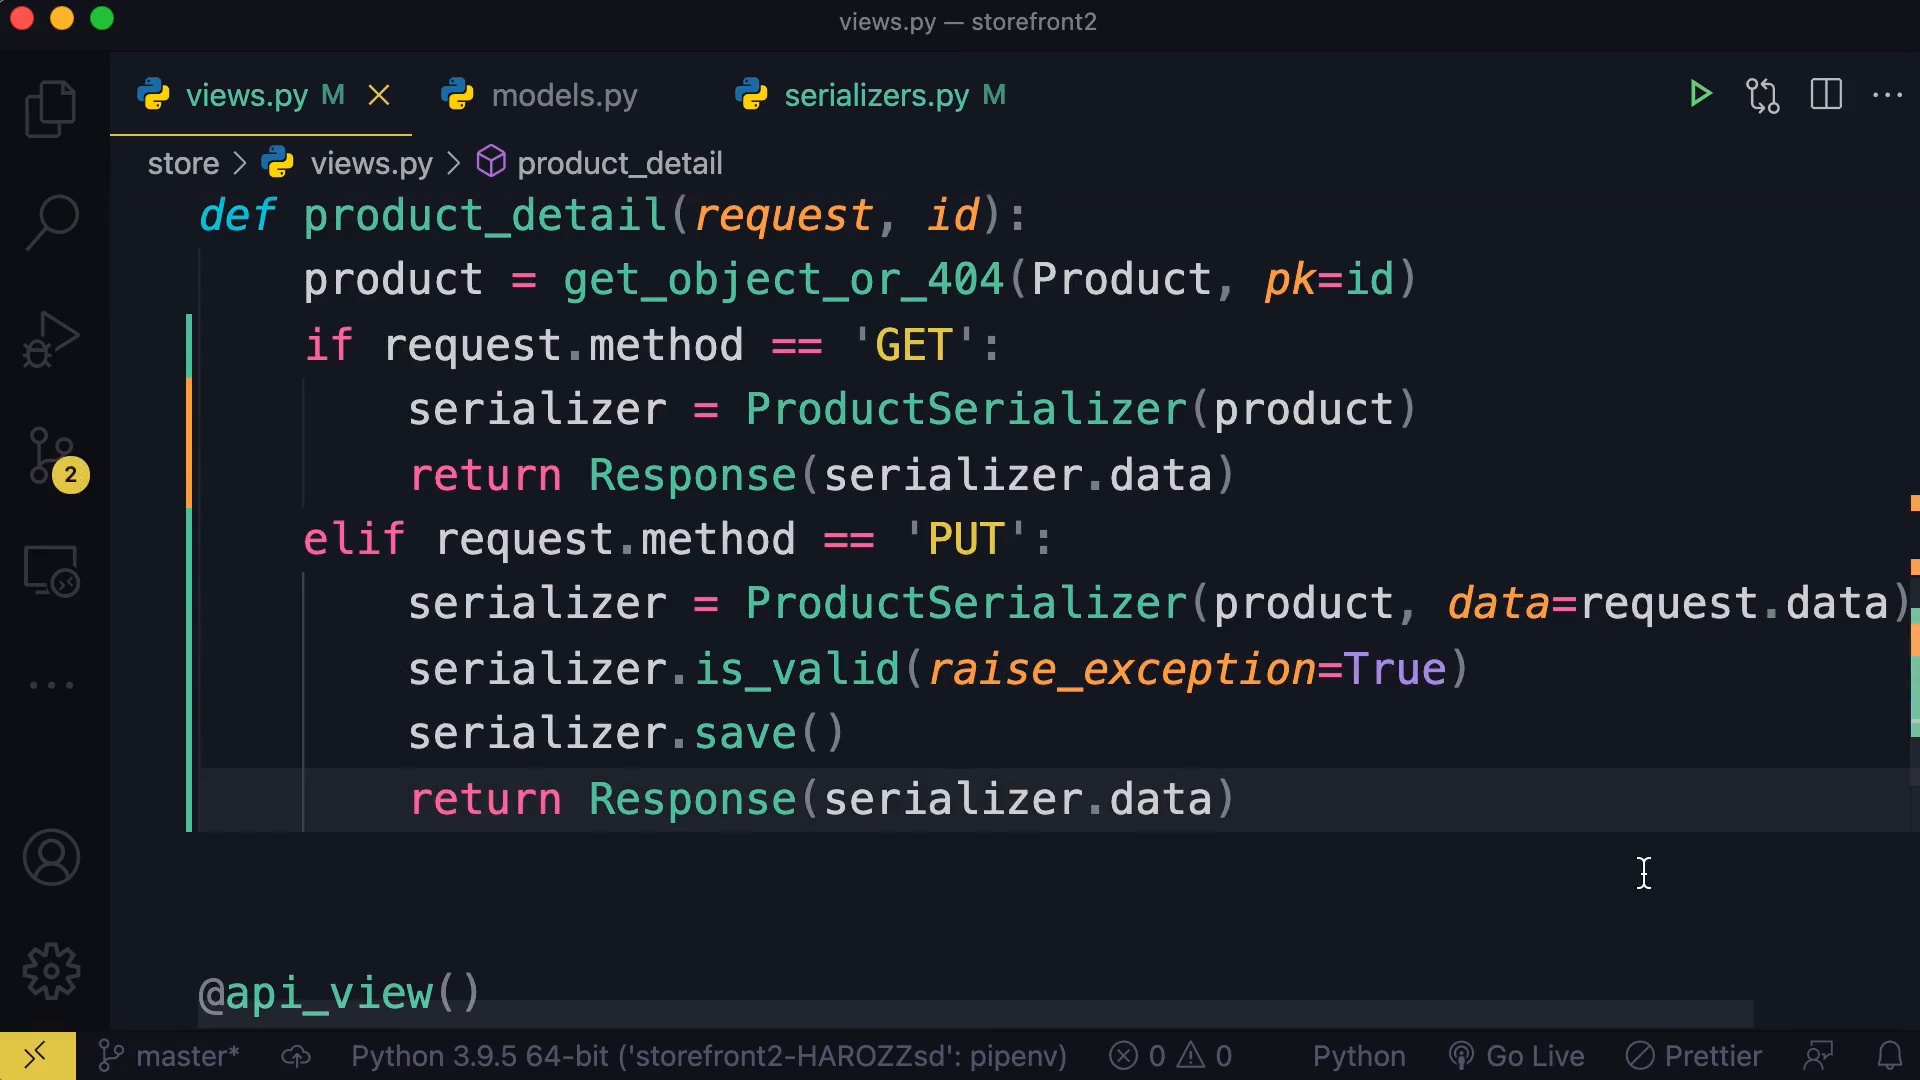 views.py — storefront2
views.py M models.py serializers.py M
store > views.py > product_detail
def product_detail(request, id):
product = get_object_or_404(Product, pk=id)
if request.method == 'GET':
serializer = ProductSerializer(product)
return Response(serializer.data)
elif request.method == 'PUT':
serializer = ProductSerializer(product, data=request.data)
serializer.is_valid(raise_exception=True)
serializer.save()
return Response(serializer.data)
2
@api_view()
master* Python 3.9.5 64-bit ('storefront2-HAROZZsd': pipenv) 0 0 Python Go Live Prettier